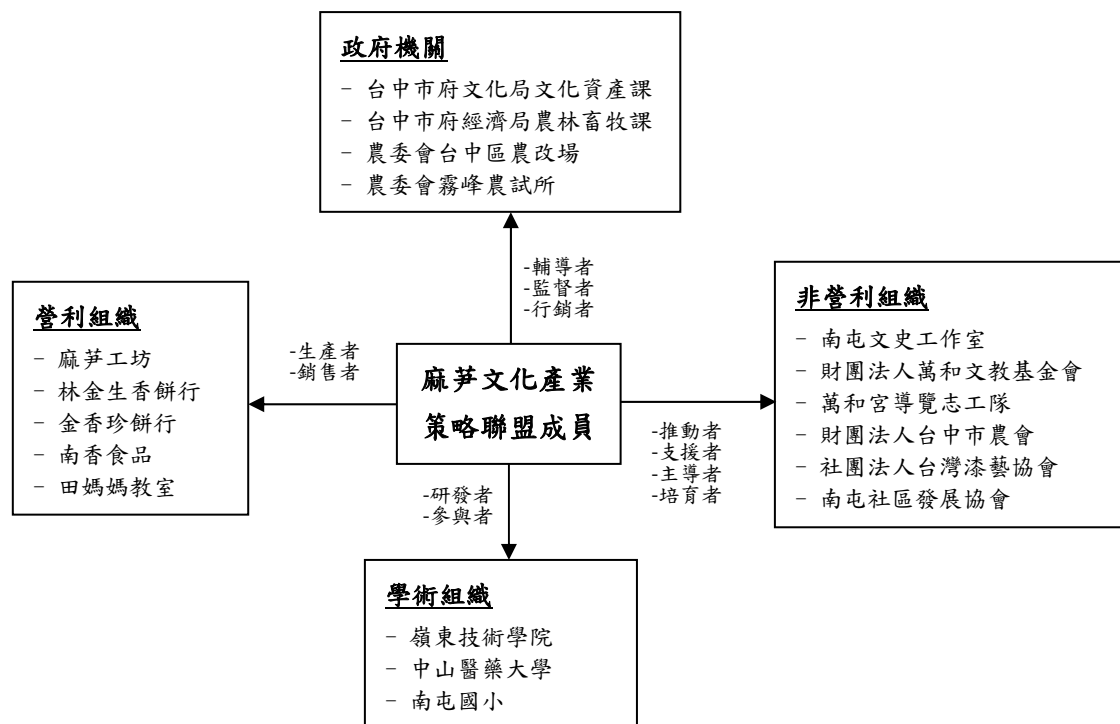 政府機關
- 台中市府文化局文化資產課
- 台中市府經濟局農林畜牧課
- 農委會台中區農改場
- 農委會霧峰農試所
-輔導者
-監督者
-行銷者
營利組織
- 麻芛工坊
- 林金生香餅行
- 金香珍餅行
- 南香食品
- 田媽媽教室
-生產者
-銷售者
麻芛文化產業
策略聯盟成員
-推動者
-支援者
-主導者
-培育者
非營利組織
- 南屯文史工作室
- 財團法人萬和文教基金會
- 萬和宮導覽志工隊
- 財團法人台中市農會
- 社團法人台灣漆藝協會
- 南屯社區發展協會
-研發者
-參與者
學術組織
- 嶺東技術學院
- 中山醫藥大學
- 南屯國小